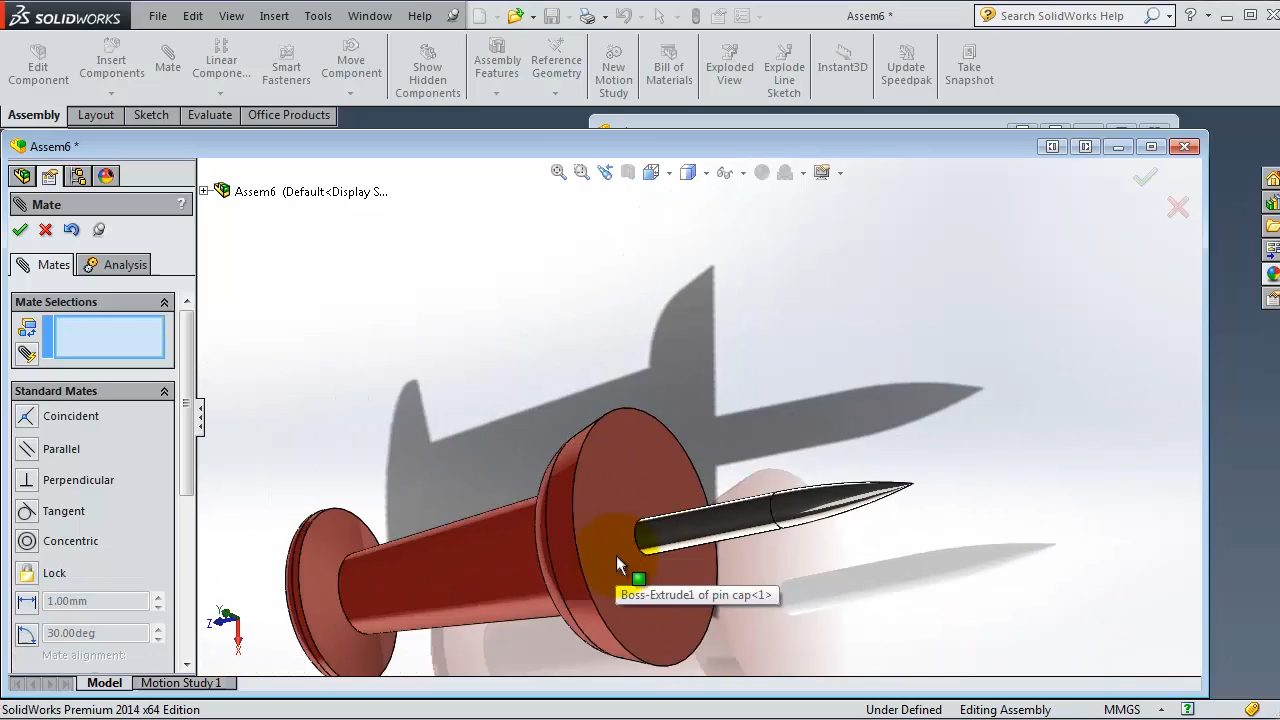 SOLIDWORKS File Edit View Insert Tools Window Help Assem6 * Search SolidWorks Help
Edit Component
Insert Components
Mate
Linear Compone...
Smart Fasteners
Move Component
Show Hidden Components
Assembly Features
Reference Geometry
New Motion Study
Bill of Materials
Exploded View
Explode Line Sketch
Instant3D
Update Speedpak
Take Snapshot
Assembly Layout Sketch Evaluate Office Products
Assem6 *
Assem6 (Default<Display S...
Mate ?
Mates Analysis
Mate Selections
Standard Mates
Coincident
Parallel
Perpendicular
Tangent
Concentric
Lock
1.00mm
30.00deg
Mate alignment:
Boss-Extrude1 of pin cap<1>
Y
Z
X
Model Motion Study 1
SolidWorks Premium 2014 x64 Edition Under Defined Editing Assembly MMGS ?